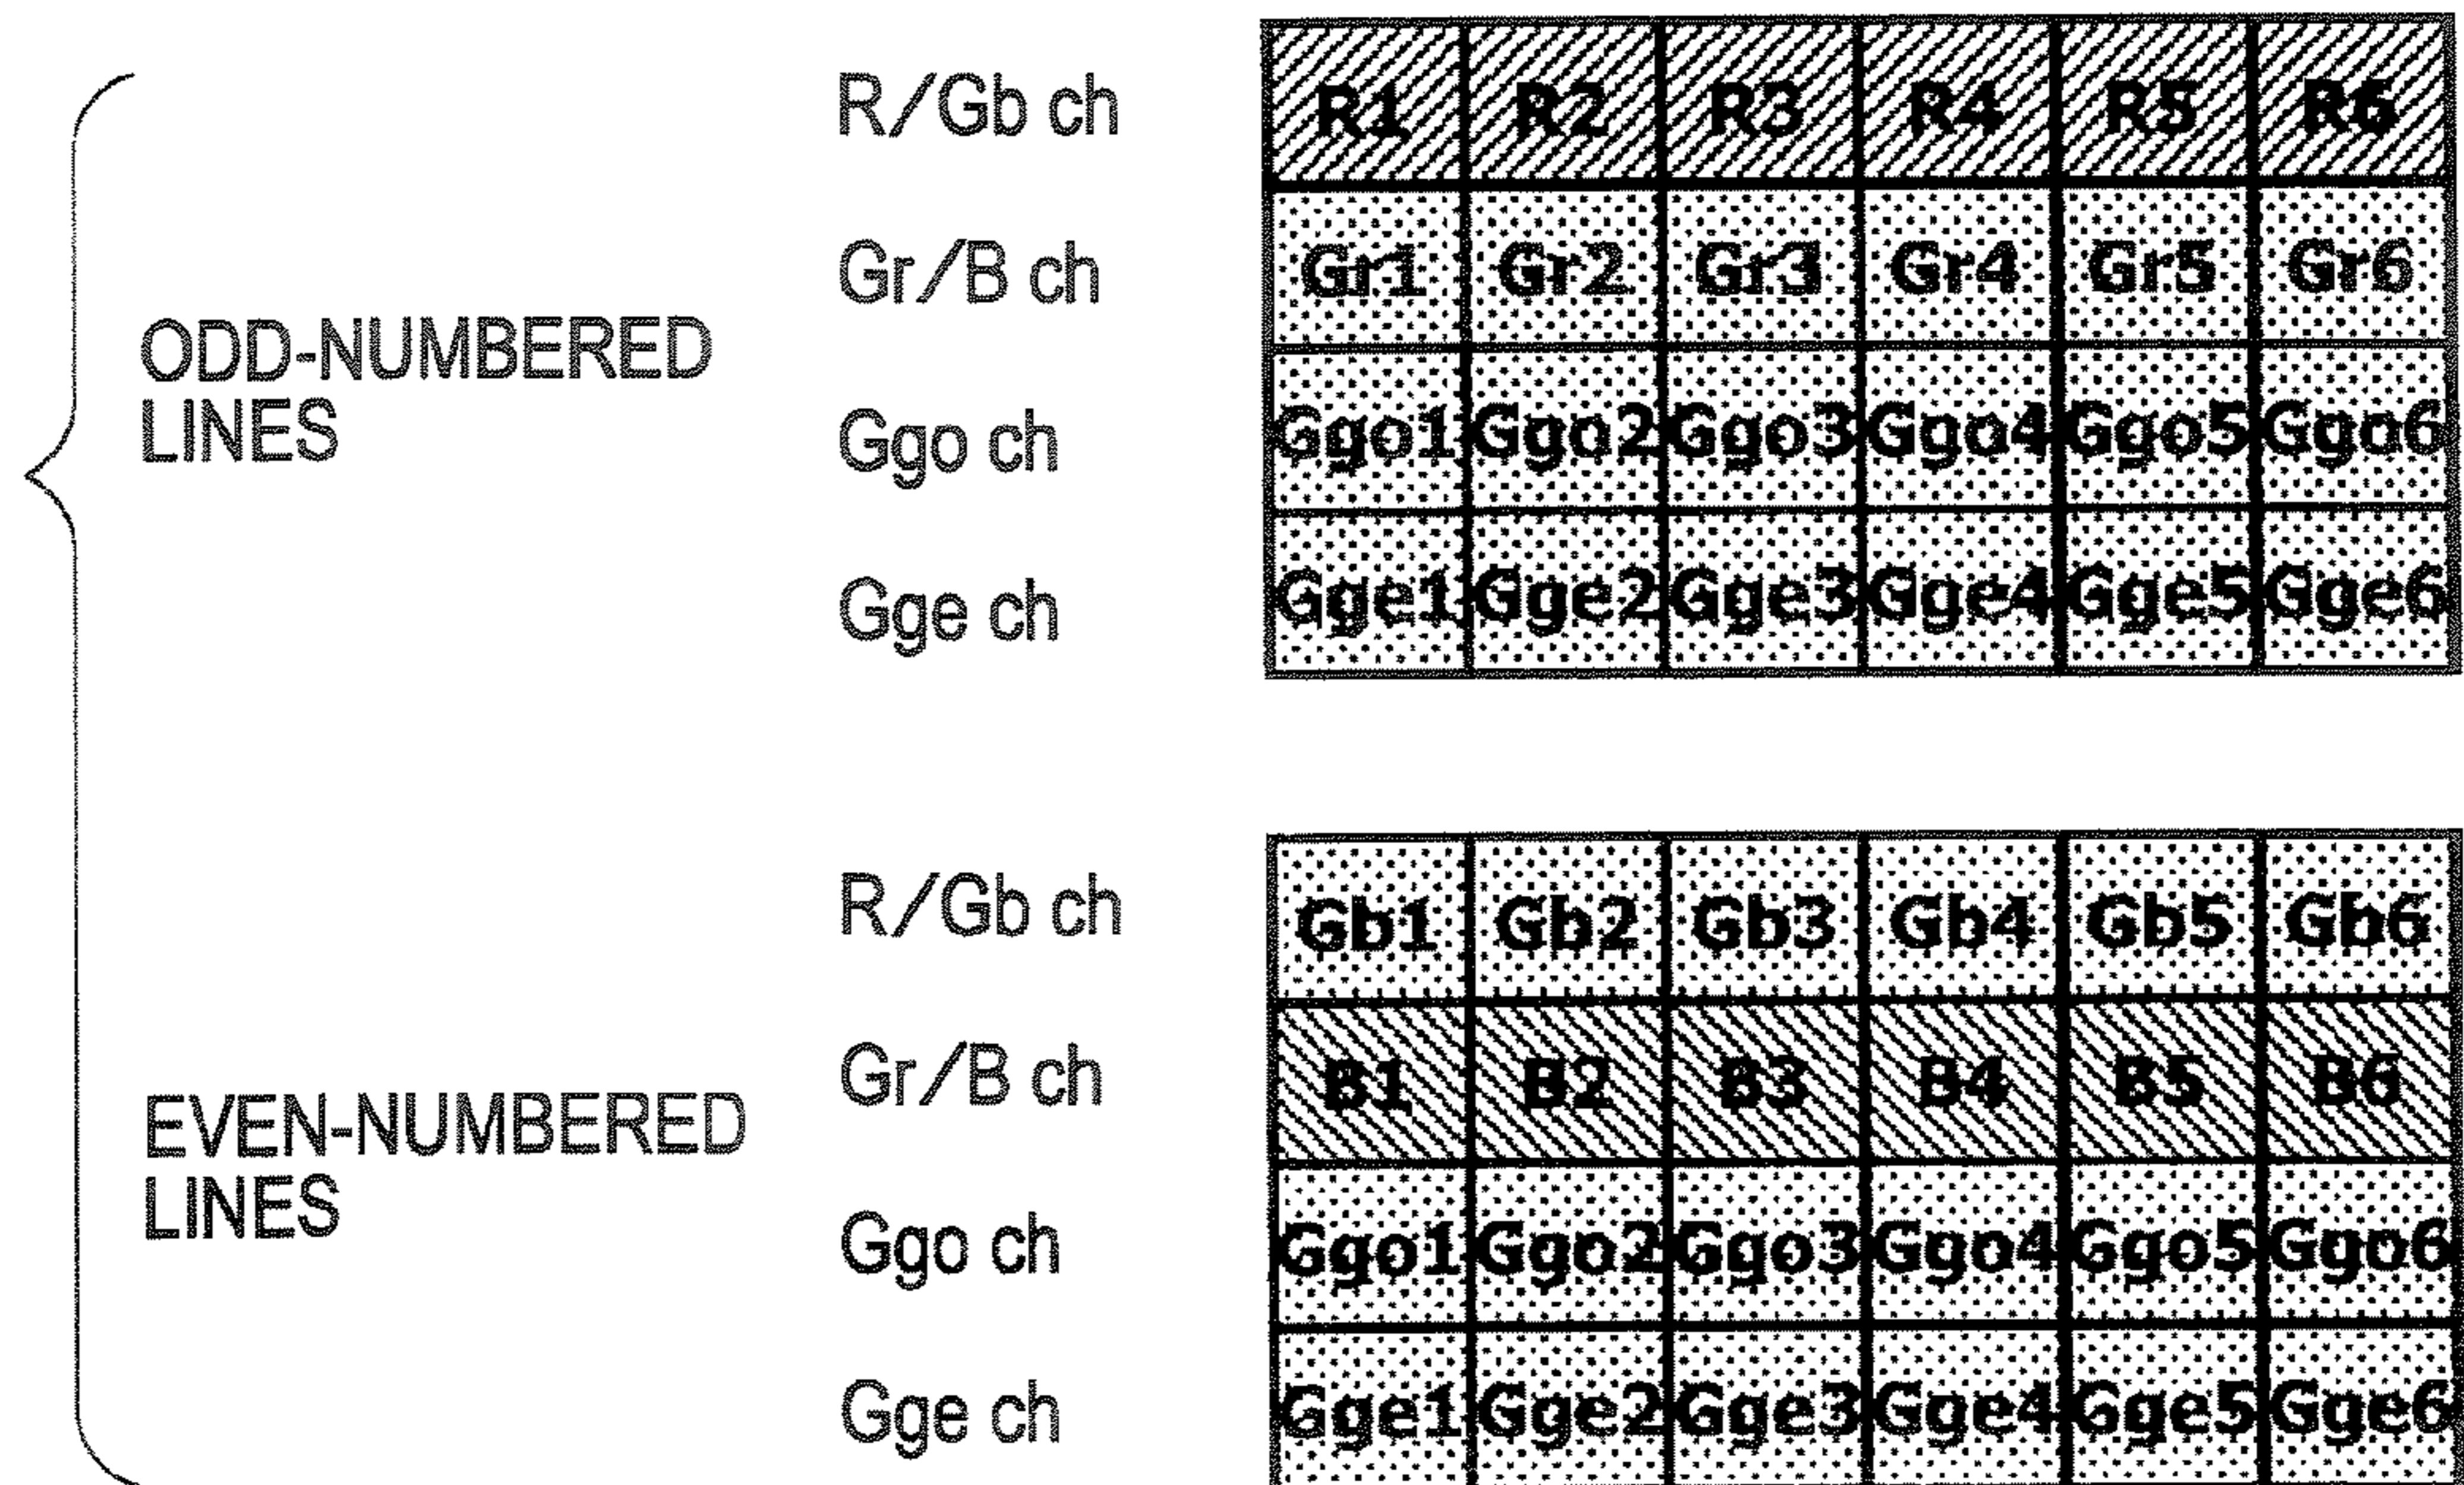 R/Gb ch R1 R2 R3 R4 R5 R6
Gr/B ch Gr1 Gr2 Gr3 Gr4 Gr5 Gr6
ODD-NUMBERED
LINES
Ggo ch Ggo1 Ggo2 Ggo3 Ggo4 Ggo5 Ggo6
Gge ch Gge1 Gge2 Gge3 Gge4 Gge5 Gge6
R/Gb ch Gb1 Gb2 Gb3 Gb4 Gb5 Gb6
Gr/B ch B1 B2 B3 B4 B5 B6
EVEN-NUMBERED
LINES
Ggo ch Ggo1 Ggo2 Ggo3 Ggo4 Ggo5 Ggo6
Gge ch Gge1 Gge2 Gge3 Gge4 Gge5 Gge6